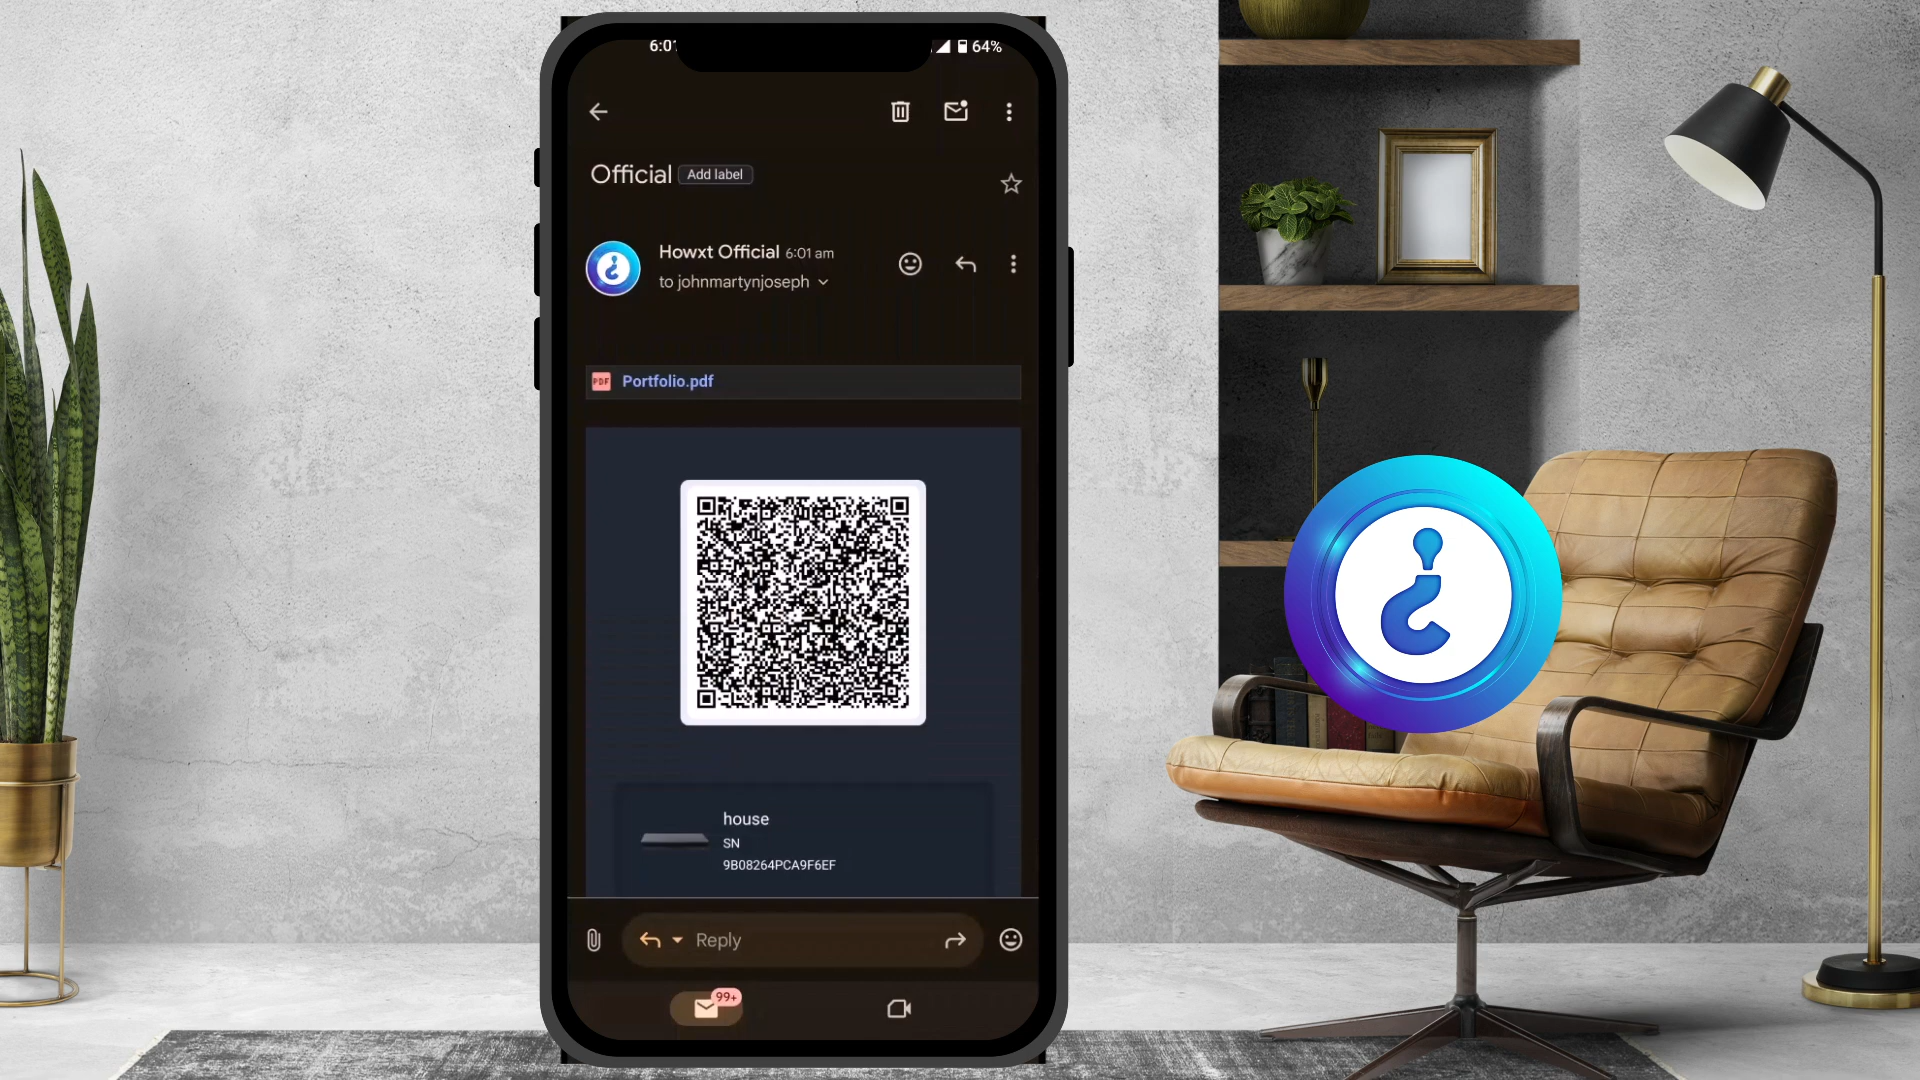 6:01
64%
Official Add label
Howxt Official 6:01 am
to johnmartynjoseph
PDF Portfolio.pdf
house
SN
9B08264PCA9F6EF
Reply
99+